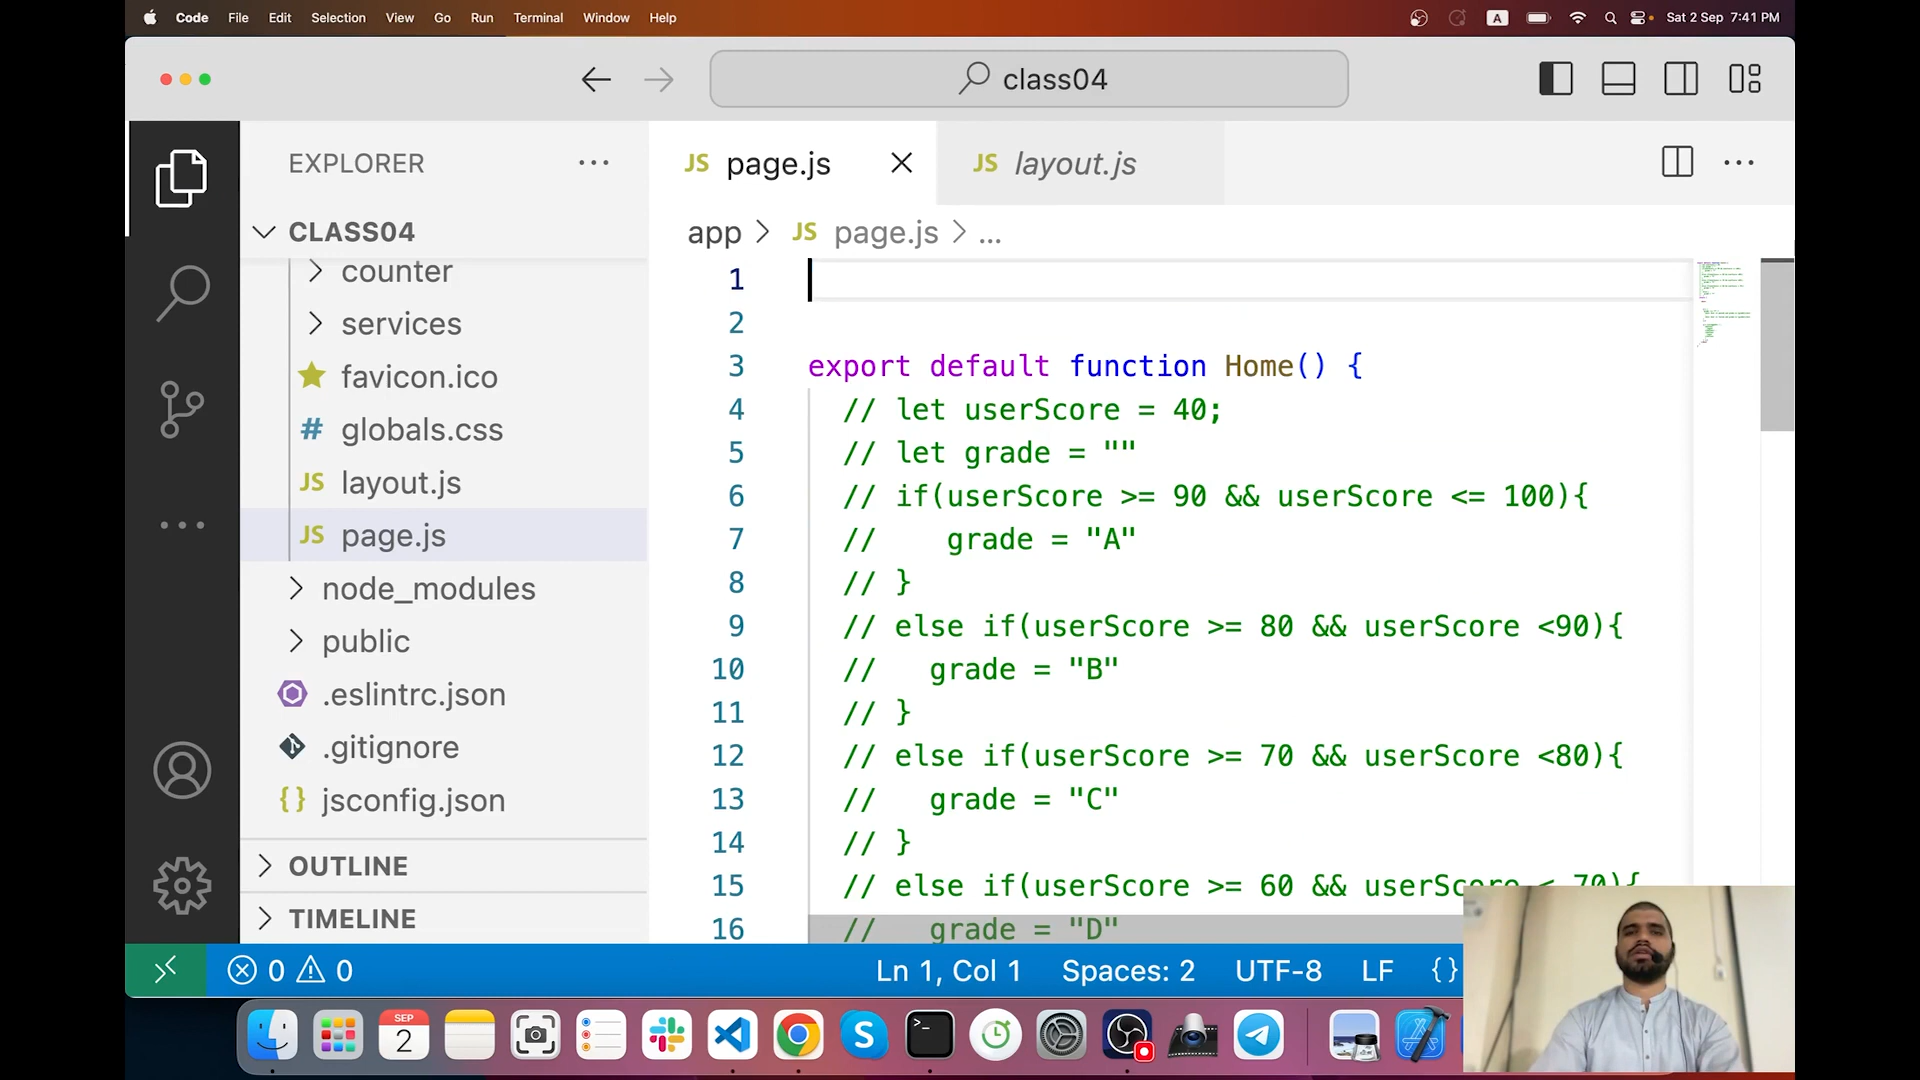 Code File Edit Selection View Go Run Terminal Window Help A Sat 2 Sep 7:41 PM
class04
EXPLORER ...
JS page.js
JS layout.js
...
CLASS04
app > JS page.js > ...
counter
services
favicon.ico
# globals.css
JS layout.js
JS page.js
node_modules
public
.eslintrc.json
.gitignore
{} jsconfig.json
OUTLINE
TIMELINE
1
2
3 export default function Home() {
4 // let userScore = 40;
5 // let grade = ""
6 // if(userScore >= 90 && userScore <= 100){
7 //    grade = "A"
8 // }
9 // else if(userScore >= 80 && userScore <90){
10 //   grade = "B"
11 // }
12 // else if(userScore >= 70 && userScore <80){
13 //   grade = "C"
14 // }
15 // else if(userScore >= 60 && userScore < 70){
16 //   grade = "D"
0 0 Ln 1, Col 1 Spaces: 2 UTF-8 LF {}
SEP
2